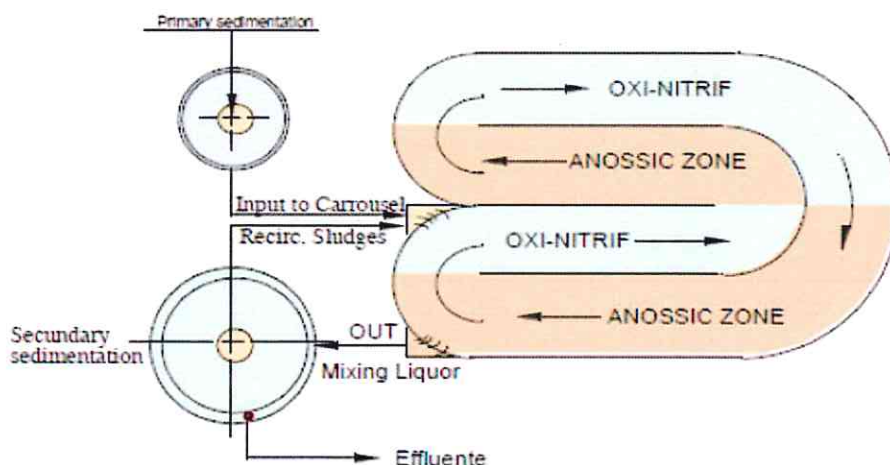 Primary sedimentation
OXI-NITRIF
ANOSSIC ZONE
Input to Carrousel
Recirc. Sludges
OXI-NITRIF
ANOSSIC ZONE
OUT
Secundary
sedimentation
Mixing Liquor
Effluente